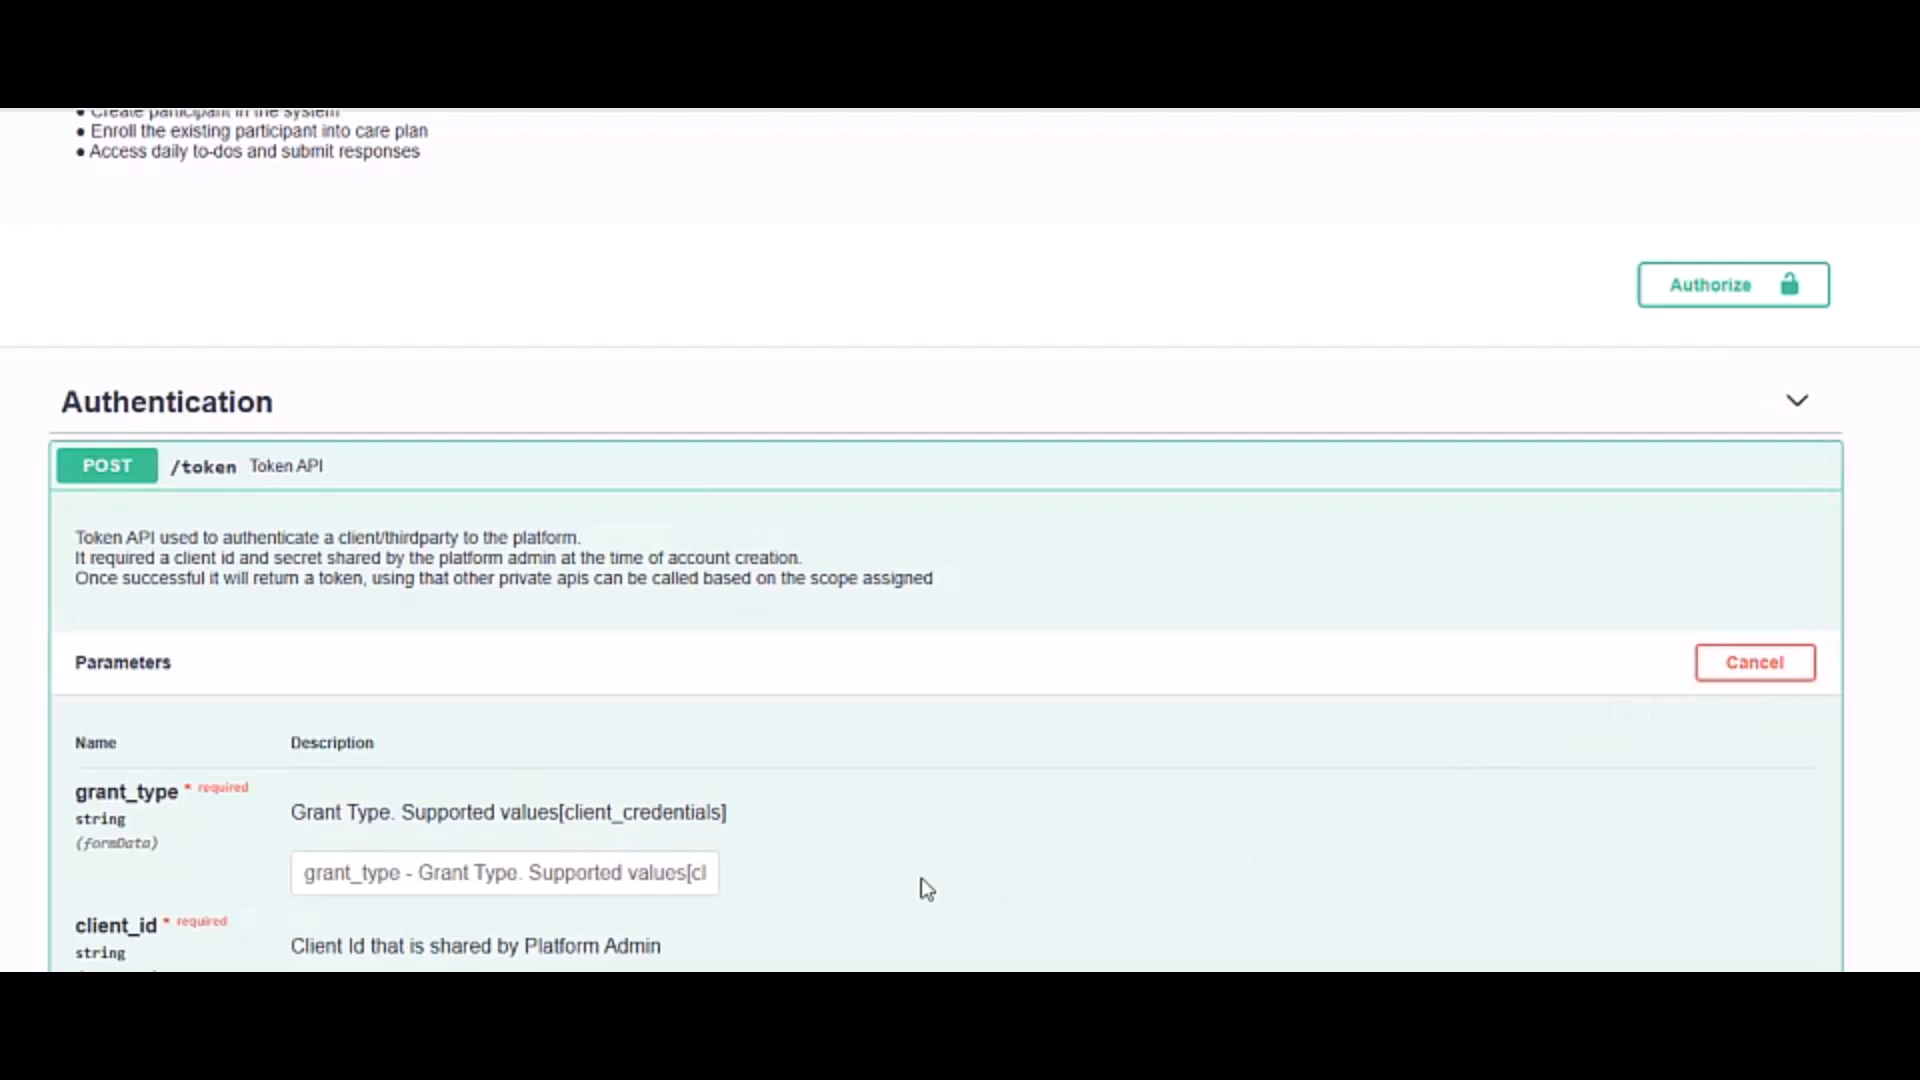 • Create participant in the system
• Enroll the existing participant into care plan
• Access daily to-dos and submit responses
Authorize
Authentication
POST /token Token API
Token API used to authenticate a client/thirdparty to the platform.
It required a client id and secret shared by the platform admin at the time of account creation.
Once successful it will return a token, using that other private apis can be called based on the scope assigned
Parameters
Cancel
Name Description
grant_type * required
string
(formData)
Grant Type. Supported values[client_credentials]
grant_type - Grant Type. Supported values[cl
client_id * required
string
Client Id that is shared by Platform Admin